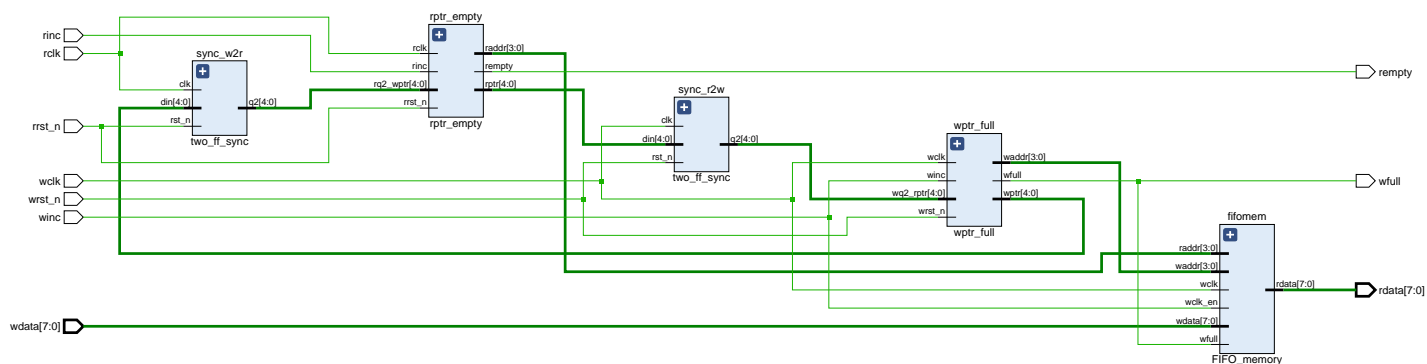 rinc
rclk
rrst_n
wclk
wrst_n
winc
wdata[7:0]
sync_w2r
clk
din[4:0]
rst_n
q2[4:0]
two_ff_sync
rptr_empty
rclk
rinc
rq2_wptr[4:0]
rrst_n
raddr[3:0]
rempty
rptr[4:0]
rptr_empty
sync_r2w
clk
din[4:0]
rst_n
q2[4:0]
two_ff_sync
wptr_full
wclk
winc
wq2_rptr[4:0]
wrst_n
waddr[3:0]
wfull
wptr[4:0]
wptr_full
fifomem
raddr[3:0]
waddr[3:0]
wclk
wclk_en
wdata[7:0]
wfull
rdata[7:0]
FIFO_memory
rempty
wfull
rdata[7:0]